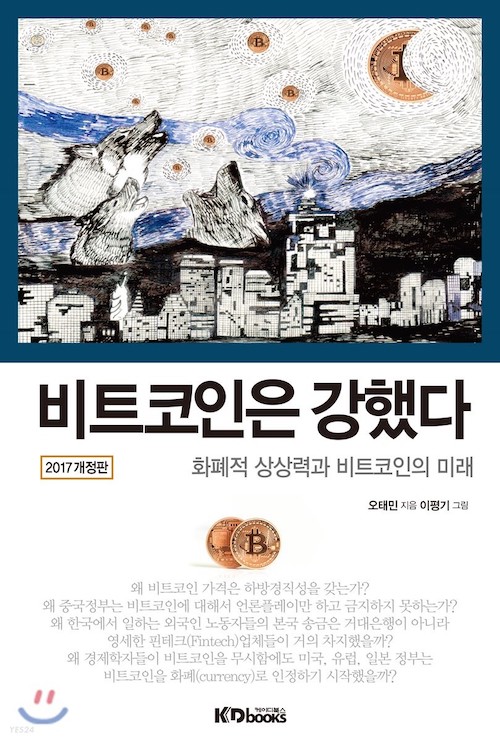 비트코인은 강했다
2017개정판
화폐적 상상력과 비트코인의 미래
오태민 지음 이평기 그림
왜 비트코인 가격은 하방경직성을 갖는가?
왜 중국정부는 비트코인에 대해서 언론플레이만 하고 금지하지 못하는가?
왜 한국에서 일하는 외국인 노동자들의 본국 송금은 거대은행이 아니라
영세한 핀테크(Fintech)업체들이 거의 차지했을까?
왜 경제학자들이 비트코인을 무시함에도 미국, 유럽, 일본 정부는
비트코인을 화폐(currency)로 인정하기 시작했을까?
YES24
케이디북스
KDbooks